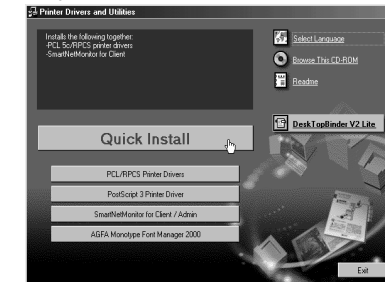 Printer Drivers and Utilities
Installs the following together:
-PCL 5c/RPCS printer drivers
-SmartNetMonitor for Client
Select Language
Browse This CD-ROM
Readme
DeskTopBinder V2 Lite
Quick Install
PCL/RPCS Printer Drivers
PostScript 3 Printer Driver
SmartNetMonitor for Client / Admin
AGFA Monotype Font Manager 2000
Exit